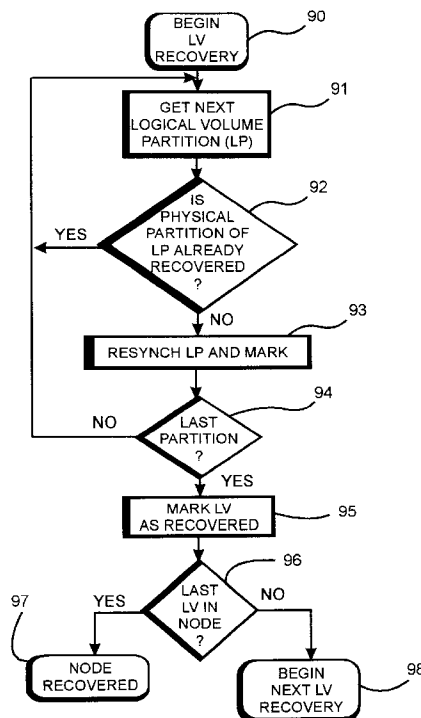 BEGIN
LV
RECOVERY
90
GET NEXT
LOGICAL VOLUME
PARTITION (LP)
91
IS
PHYSICAL
PARTITION OF
LP ALREADY
RECOVERED
?
92
YES
NO
RESYNCH LP AND MARK
93
LAST
PARTITION
?
94
NO
YES
MARK LV
AS RECOVERED
95
LAST
LV IN
NODE
?
96
YES
NO
NODE
RECOVERED
97
BEGIN
NEXT LV
RECOVERY
98